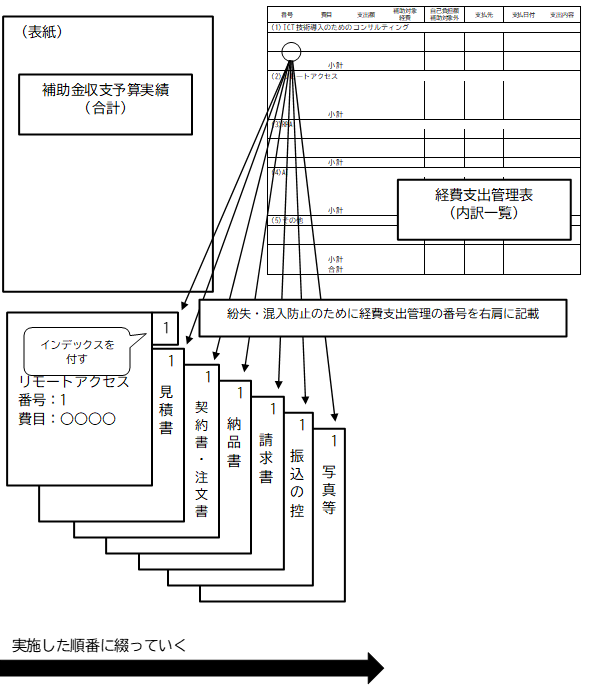 （表紙）
補助金収支予算実績
（合計）
番号 費目 支出額 補助対象経費 自己負担額補助対象外 支払先 支払日付 支出内容
(1)ICT技術導入のためのコンサルティング
小計
(2)リモートアクセス
小計
(3)RPA
小計
(4)AI
小計
(5)その他
小計
合計
経費支出管理表
（内訳一覧）
紛失・混入防止のために経費支出管理の番号を右肩に記載
インデックスを
付す
リモートアクセス
番号：1
費目：〇〇〇〇
1
1
見積書
1
契約書・注文書
1
納品書
1
請求書
1
振込の控
1
写真等
実施した順番に綴っていく